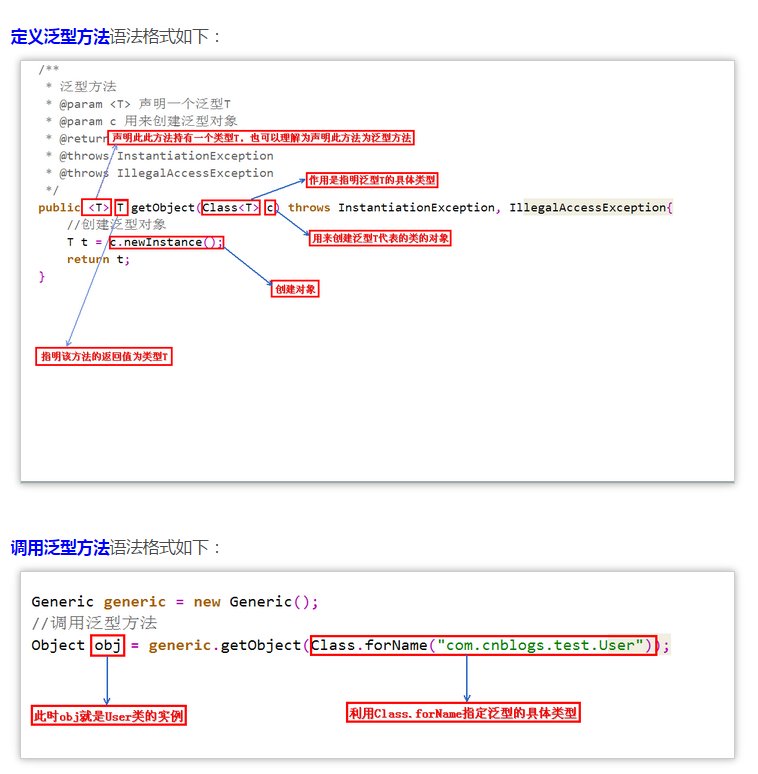 定义泛型方法语法格式如下：
/**
* 泛型方法
* @param <T> 声明一个泛型T
* @param c 用来创建泛型对象
* @return 声明此此方法持有一个类型T，也可以理解为声明此方法为泛型方法
* @throws InstantiationException
* @throws IllegalAccessException
作用是指明泛型T的具体类型
*/
public <T> T getObject(Class<T> c) throws InstantiationException, IllegalAccessException{
//创建泛型对象
用来创建泛型T代表的类的对象
T t = c.newInstance();
return t;
}
创建对象
指明该方法的返回值为类型T
调用泛型方法语法格式如下：
Generic generic = new Generic();
//调用泛型方法
Object obj = generic.getObject(Class.forName("com.cnblogs.test.User"));
此时obj就是User类的实例
利用Class.forName指定泛型的具体类型